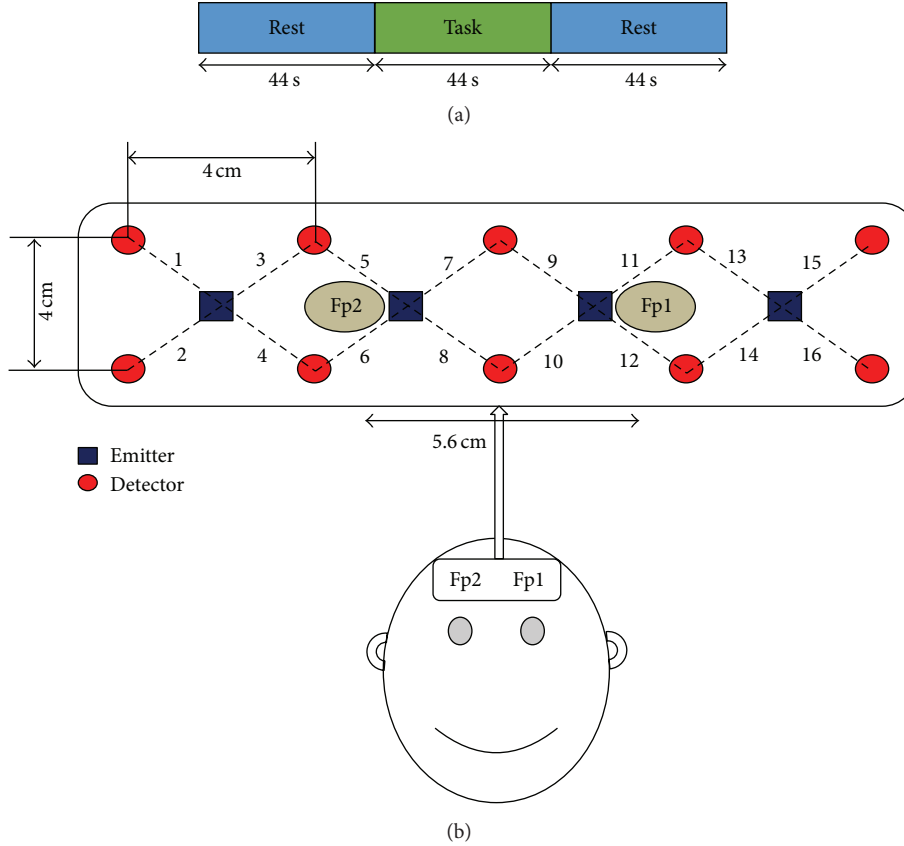 Rest Task Rest
44 s 44 s 44 s
(a)
4 cm
4 cm
1 3 5 7 9 11 13 15
Fp2 Fp1
2 4 6 8 10 12 14 16
5.6 cm
Emitter
Detector
Fp2 Fp1
(b)